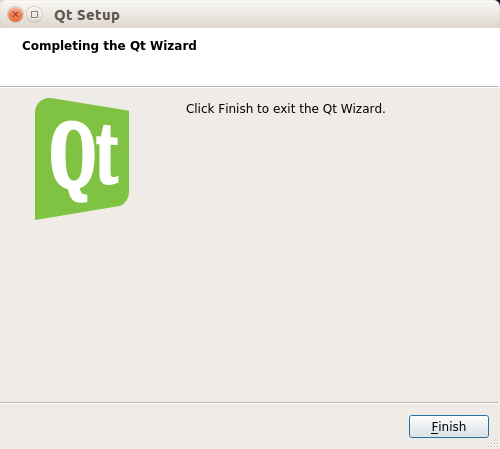 Qt Setup
Completing the Qt Wizard
Click Finish to exit the Qt Wizard.
Qt
Finish